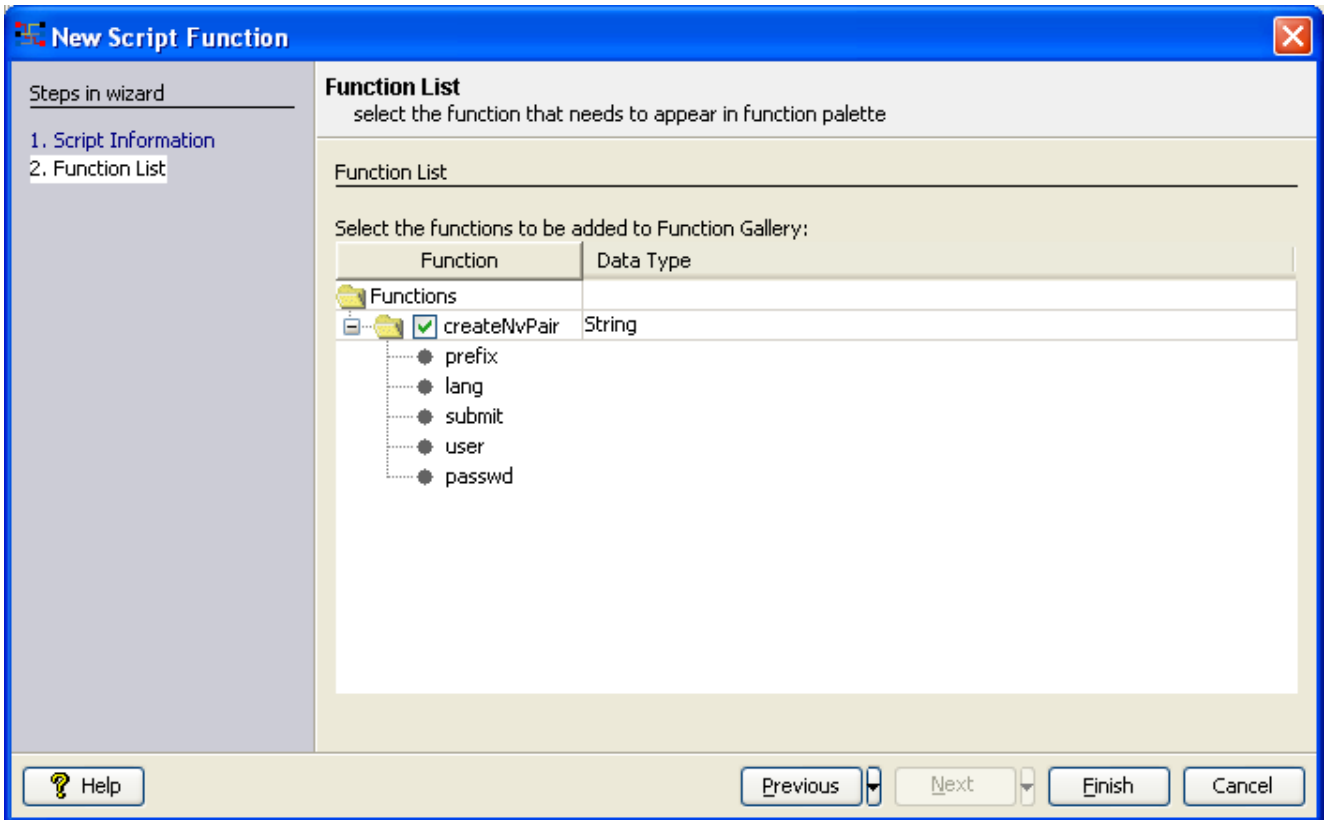 New Script Function
Steps in wizard
1. Script Information
2. Function List
Function List
select the function that needs to appear in function palette
Function List
Select the functions to be added to Function Gallery:
Function Data Type
Functions
createNvPair String
prefix
lang
submit
user
passwd
Help Previous Next Finish Cancel